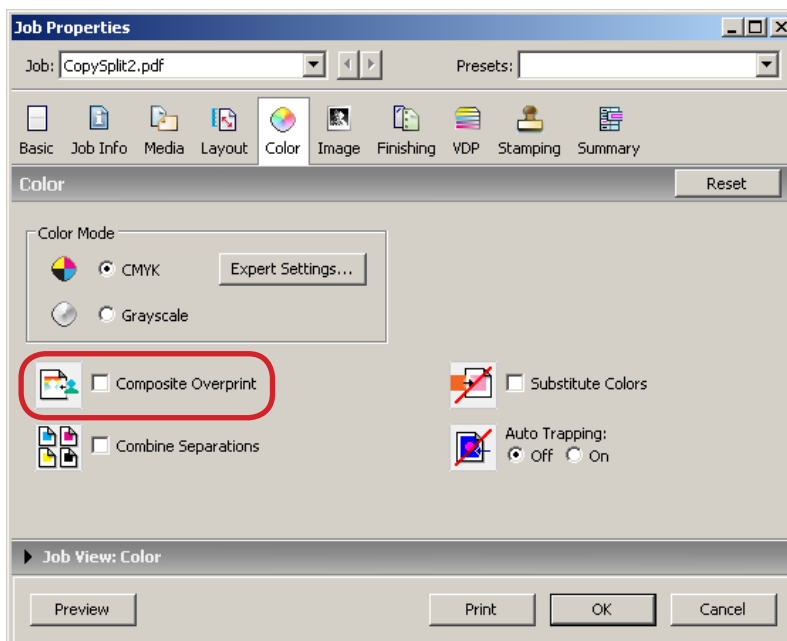 Job Properties
Job: CopySplit2.pdf Presets:
Basic Job Info Media Layout Color Image Finishing VDP Stamping Summary
Color Reset
Color Mode
CMYK Expert Settings...
Grayscale
Composite Overprint Substitute Colors
Combine Separations Auto Trapping:
Off On
Job View: Color
Preview Print OK Cancel